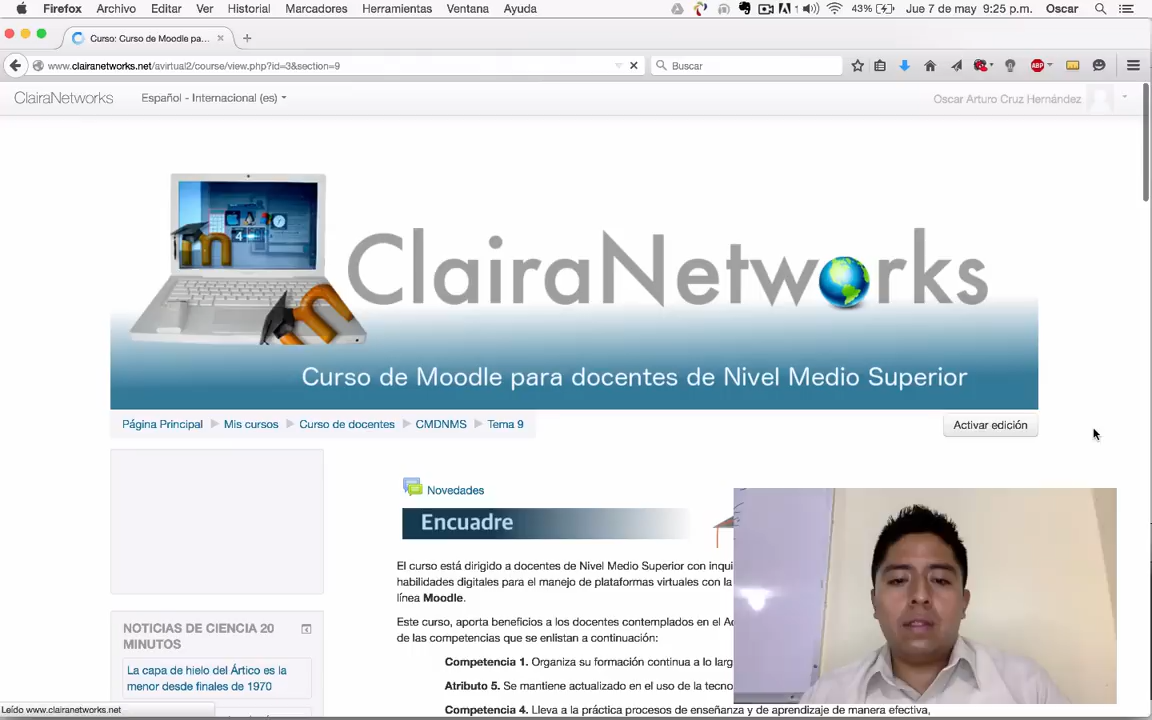 Firefox Archivo Editar Ver Historial Marcadores Herramientas Ventana Ayuda 1 43% Jue 7 de may 9:25 p.m. Oscar
Curso: Curso de Moodle pa...
www.clairanetworks.net/avirtual2/course/view.php?id=3&section=9 Buscar ABP
ClairaNetworks Español - Internacional (es) Oscar Arturo Cruz Hernández
ClairaNetworks
Curso de Moodle para docentes de Nivel Medio Superior
Página Principal Mis cursos Curso de docentes CMDNMS Tema 9 Activar edición
Novedades
Encuadre
El curso está dirigido a docentes de Nivel Medio Superior con inqui
habilidades digitales para el manejo de plataformas virtuales con la
línea Moodle.
Este curso, aporta beneficios a los docentes contemplados en el Ac
de las competencias que se enlistan a continuación:
Competencia 1. Organiza su formación continua a lo larg
Atributo 5. Se mantiene actualizado en el uso de la tecno
Competencia 4. Lleva a la práctica procesos de enseñanza y de aprendizaje de manera efectiva,
NOTICIAS DE CIENCIA 20
MINUTOS
La capa de hielo del Ártico es la
menor desde finales de 1970
Leído www.clairanetworks.net